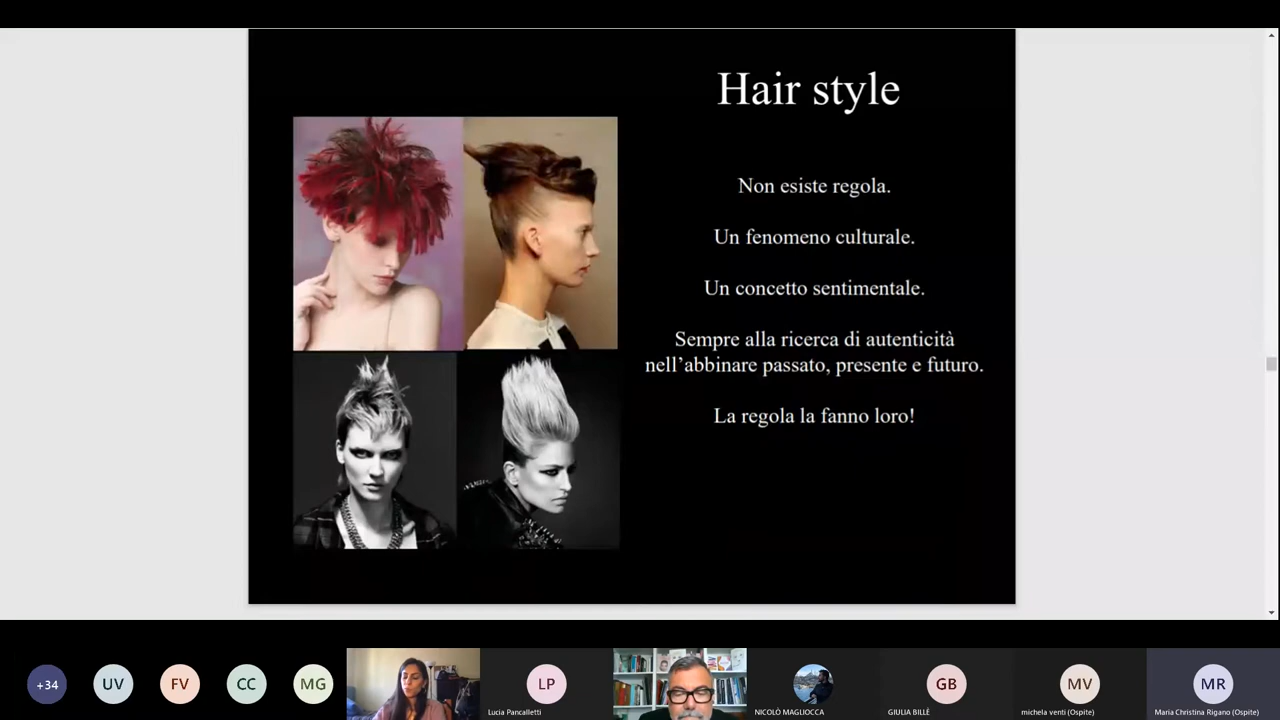 Hair style
Non esiste regola.
Un fenomeno culturale.
Un concetto sentimentale.
Sempre alla ricerca di autenticità
nell’abbinare passato, presente e futuro.
La regola la fanno loro!
+34
UV
FV
CC
MG
LP
Lucia Pancalletti
NICOLÒ MAGLIOCCA
GB
GIULIA BILLÈ
MV
michela venti (Ospite)
MR
Maria Christina Rigano (Ospite)